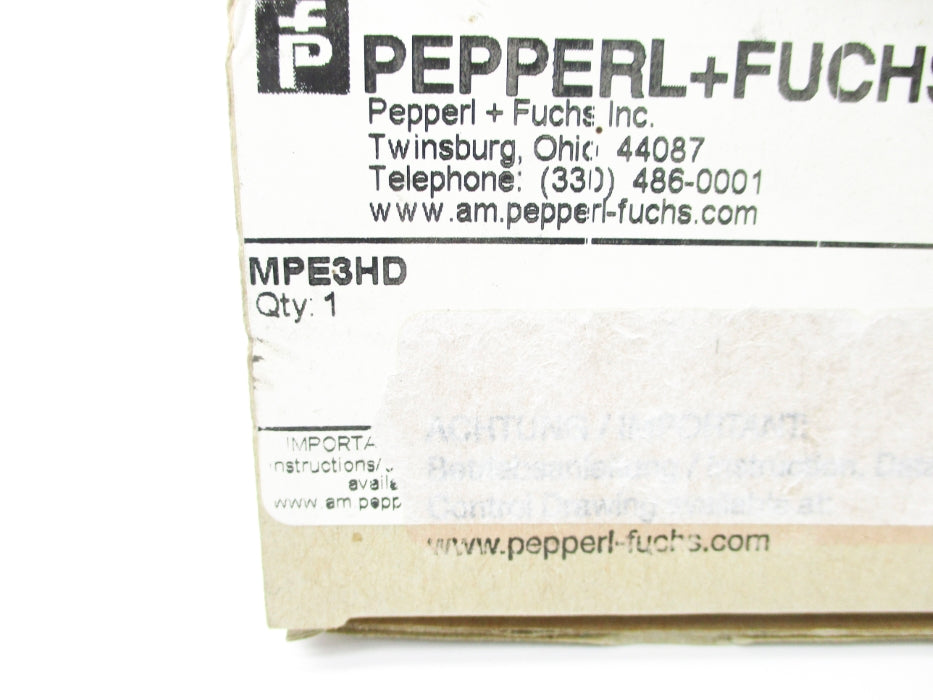 PEPPERL+FUCHS
Pepperl + Fuchs Inc.
Twinsburg, Ohio 44087
Telephone: (330) 486-0001
www.am.pepperl-fuchs.com
MPE3HD
Qty: 1
IMPORTA
instructions/
availa
www am pepp
www.pepperl-fuchs.com